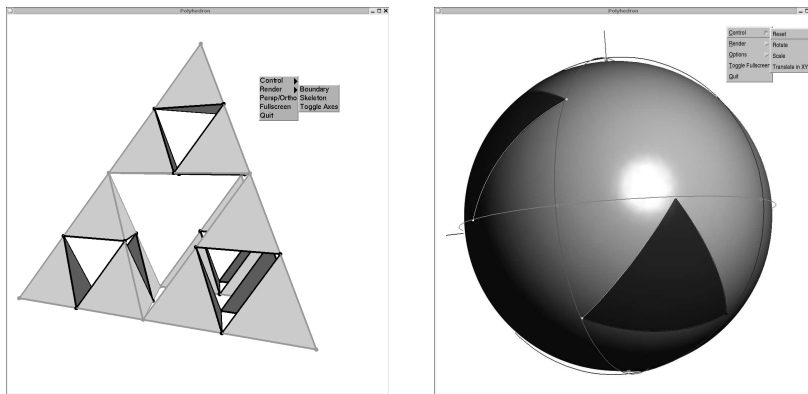 Polyhedron
Control
Render
Boundary
Persp/Ortho
Skeleton
Fullscreen
Toggle Axes
Quit
Polyhedron
Control
Reset
Render
Rotate
Options
Scale
Toggle Fullscreen
Translate in XY
Quit